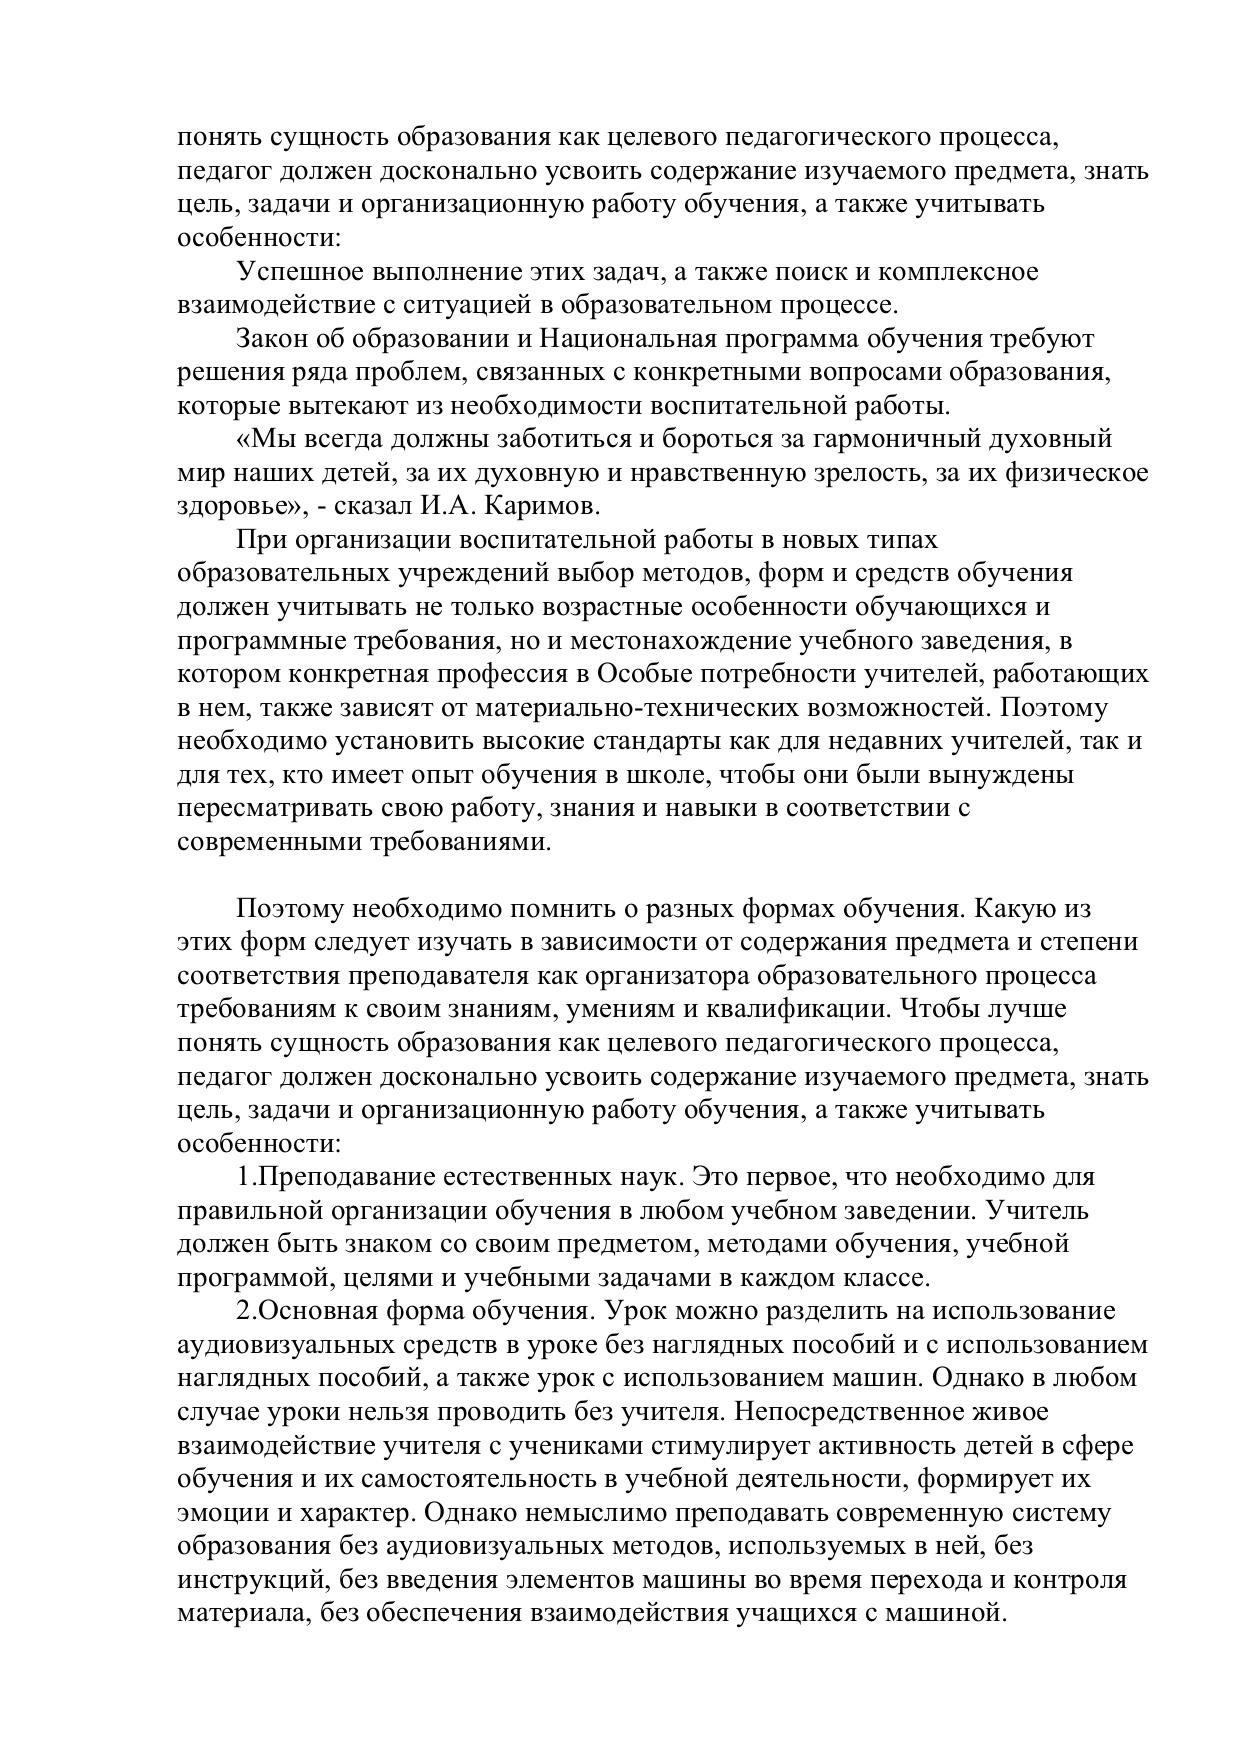 понять сущность образования как целевого педагогического процесса,
педагог должен досконально усвоить содержание изучаемого предмета, знать
цель, задачи и организационную работу обучения, а также учитывать
особенности:
Успешное выполнение этих задач, а также поиск и комплексное
взаимодействие с ситуацией в образовательном процессе.
Закон об образовании и Национальная программа обучения требуют
решения ряда проблем, связанных с конкретными вопросами образования,
которые вытекают из необходимости воспитательной работы.
«Мы всегда должны заботиться и бороться за гармоничный духовный
мир наших детей, за их духовную и нравственную зрелость, за их физическое
здоровье», - сказал И.А. Каримов.
При организации воспитательной работы в новых типах
образовательных учреждений выбор методов, форм и средств обучения
должен учитывать не только возрастные особенности обучающихся и
программные требования, но и местонахождение учебного заведения, в
котором конкретная профессия в Особые потребности учителей, работающих
в нем, также зависят от материально-технических возможностей. Поэтому
необходимо установить высокие стандарты как для недавних учителей, так и
для тех, кто имеет опыт обучения в школе, чтобы они были вынуждены
пересматривать свою работу, знания и навыки в соответствии с
современными требованиями.
Поэтому необходимо помнить о разных формах обучения. Какую из
этих форм следует изучать в зависимости от содержания предмета и степени
соответствия преподавателя как организатора образовательного процесса
требованиям к своим знаниям, умениям и квалификации. Чтобы лучше
понять сущность образования как целевого педагогического процесса,
педагог должен досконально усвоить содержание изучаемого предмета, знать
цель, задачи и организационную работу обучения, а также учитывать
особенности:
1.Преподавание естественных наук. Это первое, что необходимо для
правильной организации обучения в любом учебном заведении. Учитель
должен быть знаком со своим предметом, методами обучения, учебной
программой, целями и учебными задачами в каждом классе.
2.Основная форма обучения. Урок можно разделить на использование
аудиовизуальных средств в уроке без наглядных пособий и с использованием
наглядных пособий, а также урок с использованием машин. Однако в любом
случае уроки нельзя проводить без учителя. Непосредственное живое
взаимодействие учителя с учениками стимулирует активность детей в сфере
обучения и их самостоятельность в учебной деятельности, формирует их
эмоции и характер. Однако немыслимо преподавать современную систему
образования без аудиовизуальных методов, используемых в ней, без
инструкций, без введения элементов машины во время перехода и контроля
материала, без обеспечения взаимодействия учащихся с машиной.